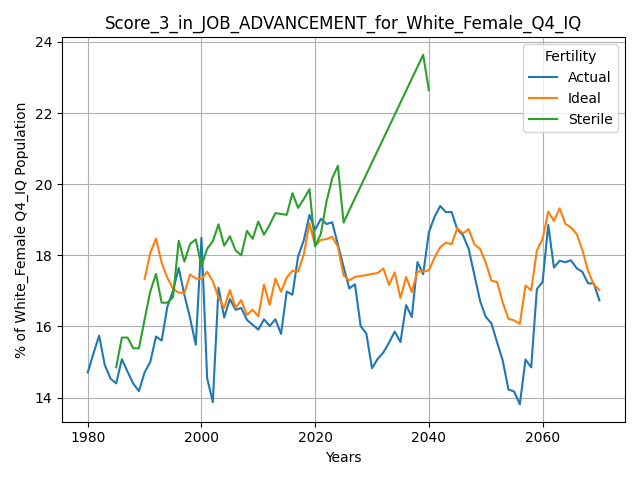 Score_3_in_JOB_ADVANCEMENT_for_White_Female_Q4_IQ
% of White_Female Q4_IQ Population
24
22
20
18
16
14
1980
2000
2020
2040
2060
Years
Fertility
Actual
Ideal
Sterile